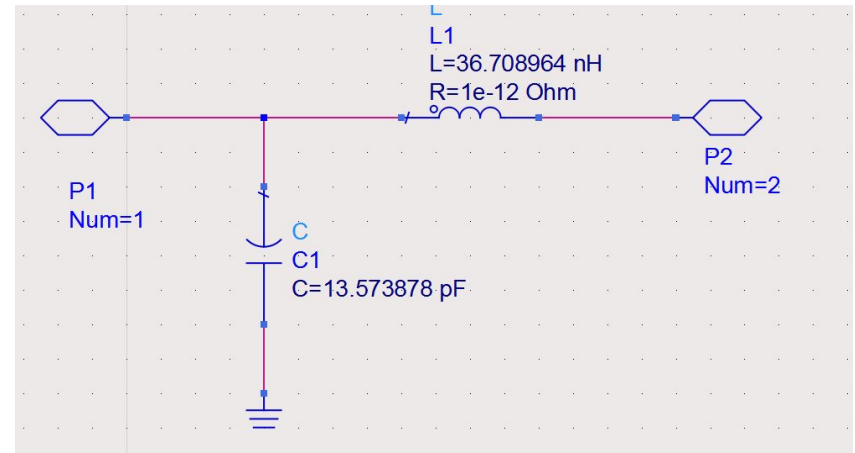 L
L1
L=36.708964 nH
R=1e-12 Ohm
P1
Num=1
P2
Num=2
C
C1
C=13.573878 pF